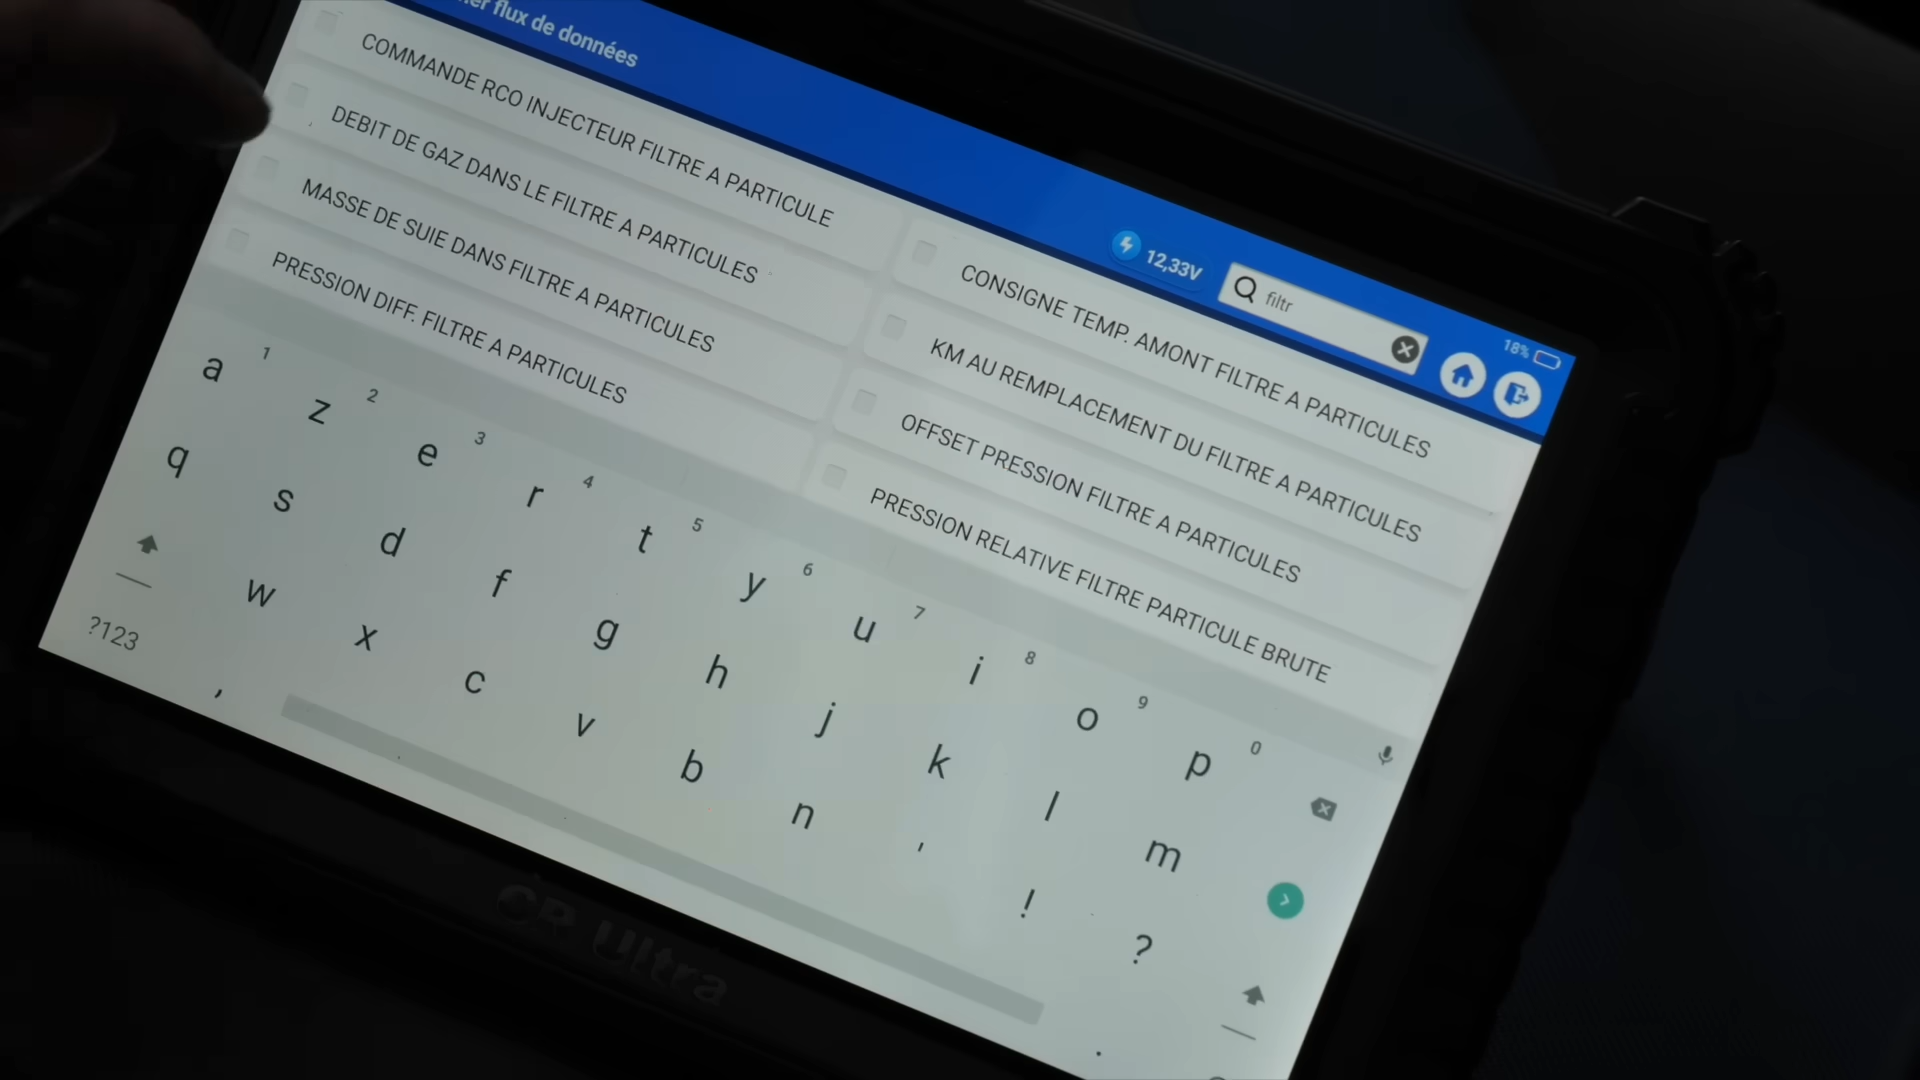 flux de données
12,33V
filtr
18%
COMMANDE RCO INJECTEUR FILTRE A PARTICULE
CONSIGNE TEMP. AMONT FILTRE A PARTICULES
DEBIT DE GAZ DANS LE FILTRE A PARTICULES
KM AU REMPLACEMENT DU FILTRE A PARTICULES
MASSE DE SUIE DANS FILTRE A PARTICULES
OFFSET PRESSION FILTRE A PARTICULES
PRESSION DIFF. FILTRE A PARTICULES
PRESSION RELATIVE FILTRE PARTICULE BRUTE
a 1 z 2 e 3 r 4 t 5 y 6 u 7 i 8 o 9 p 0
q s d f g h j k l m
w x c v b n ' ! ?
?123 , .
Ultra